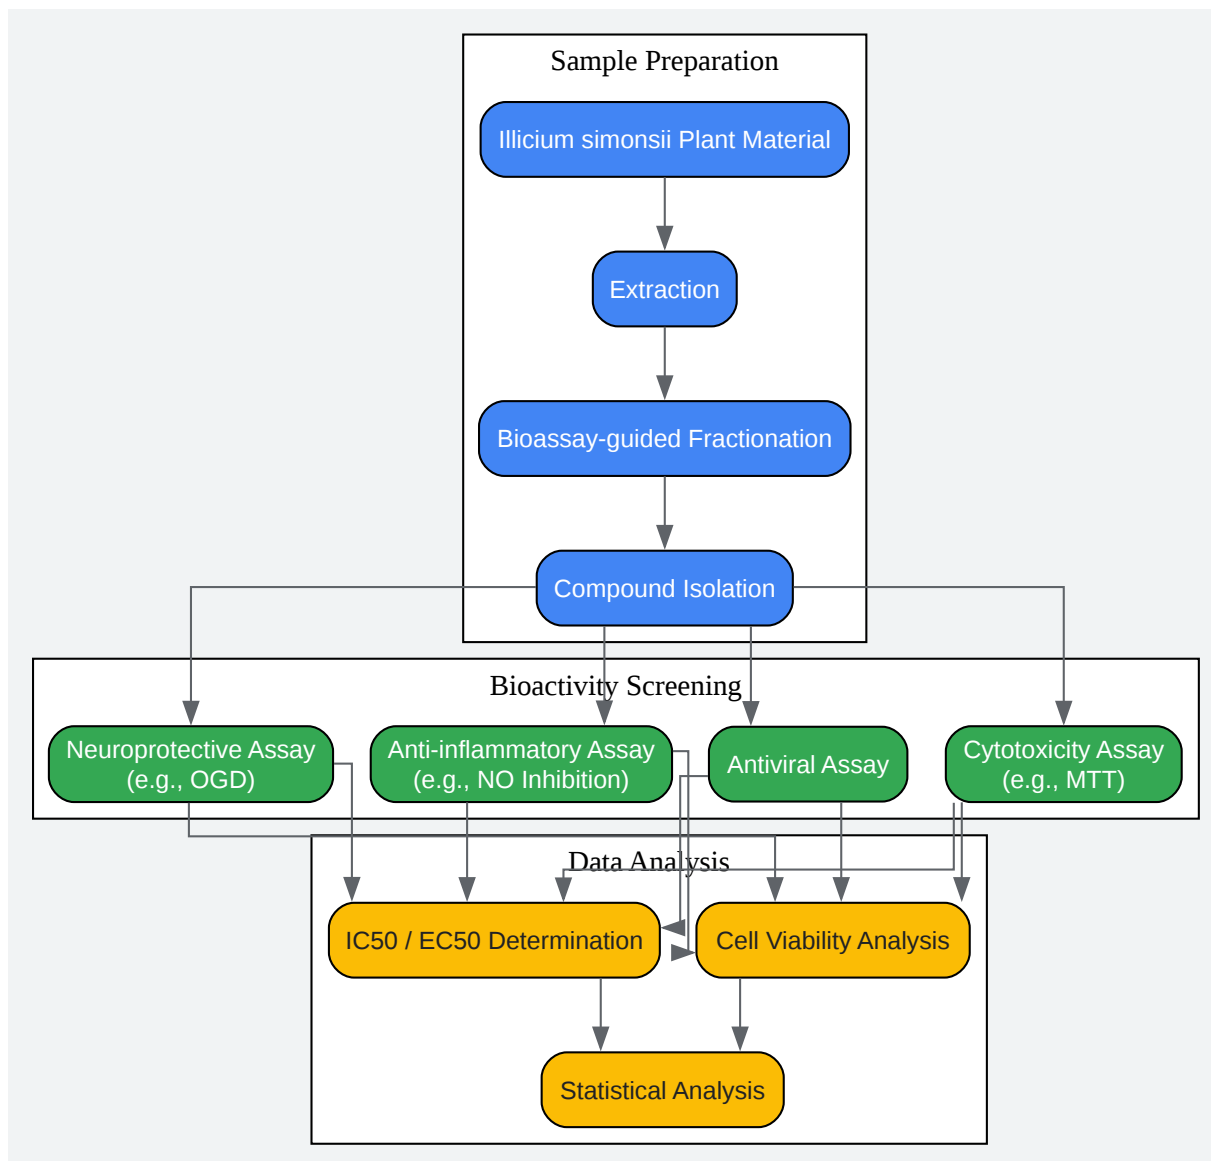 Sample Preparation
Illicium simonsii Plant Material
Extraction
Bioassay-guided Fractionation
Compound Isolation
Bioactivity Screening
Neuroprotective Assay
(e.g., OGD)
Anti-inflammatory Assay
(e.g., NO Inhibition)
Antiviral Assay
Cytotoxicity Assay
(e.g., MTT)
Data Analysis
IC50 / EC50 Determination
Cell Viability Analysis
Statistical Analysis